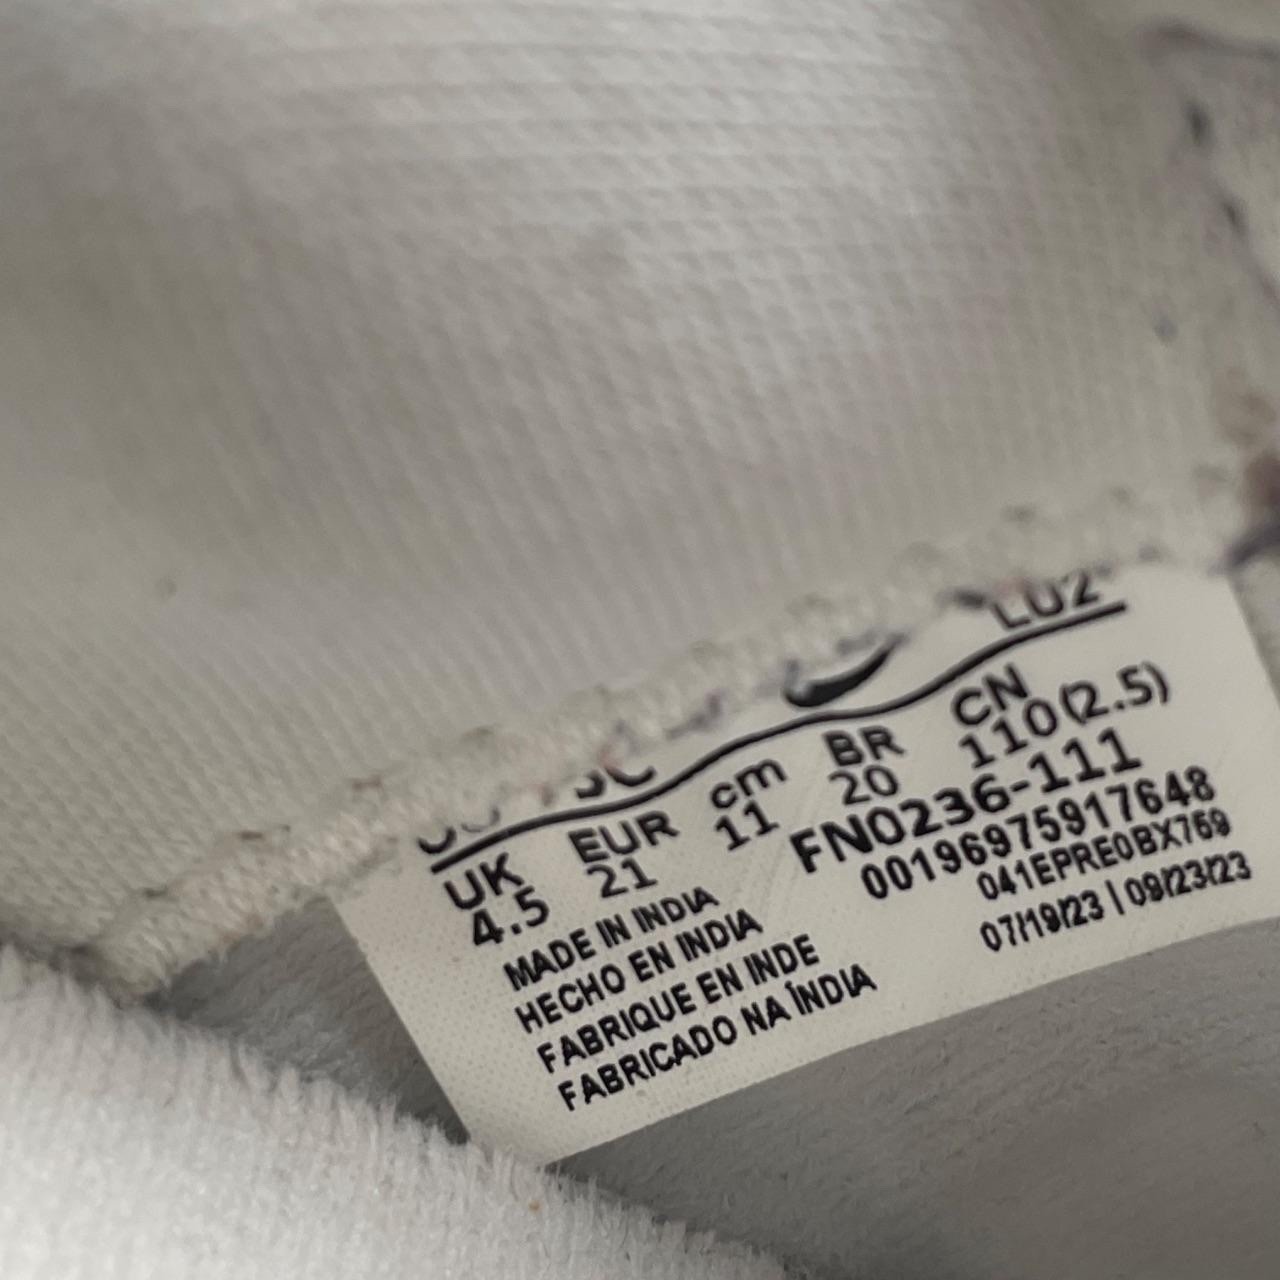 LU2
UK EUR cm BR CN
4.5 21 11 20 110(2.5)
FN0236-111
00196975917648
041EPRE0BX769
07/19/23 | 09/23/23
MADE IN INDIA
HECHO EN INDIA
FABRIQUE EN INDE
FABRICADO NA ÍNDIA